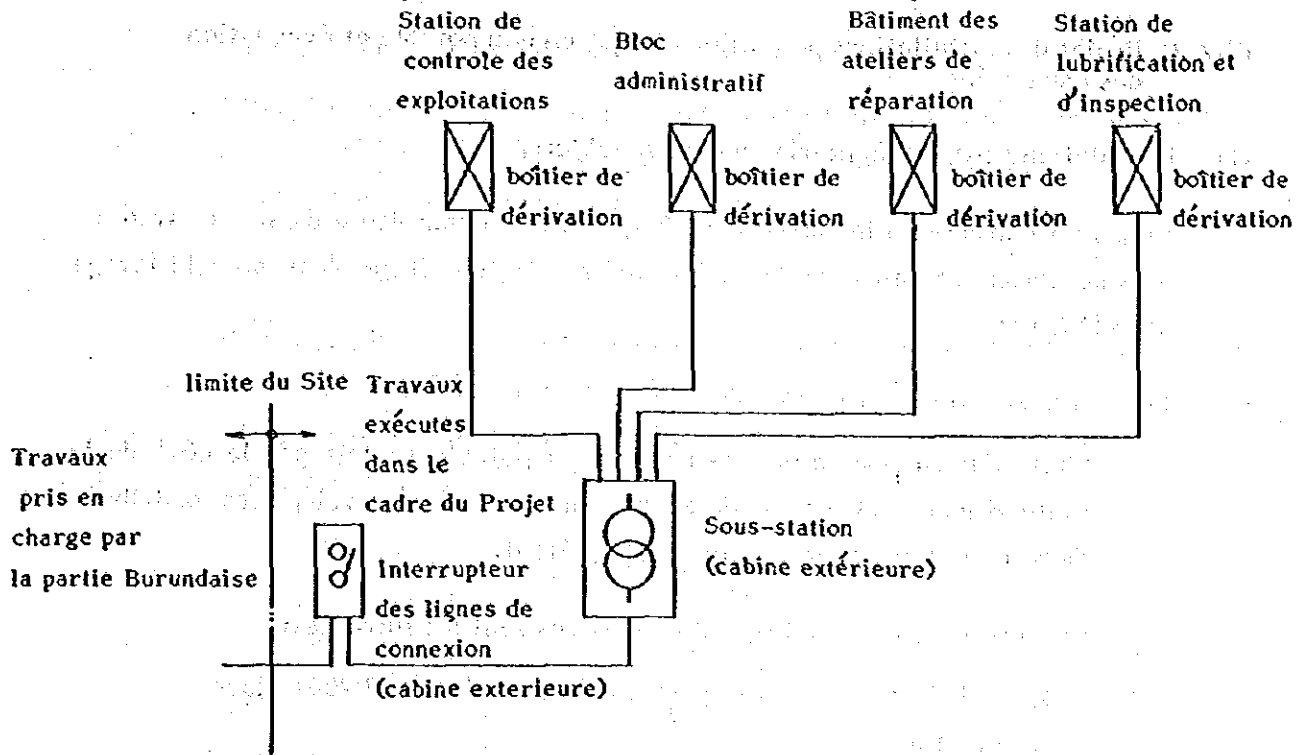 Station de
controle des
exploitations
Bloc
administratif
Bâtiment des
ateliers de
réparation
Station de
lubrification et
d'inspection
boîtier de
dérivation
boîtier de
dérivation
boîtier de
dérivation
boîtier de
dérivation
limite du Site
Travaux
exécutés
dans le
cadre du Projet
Travaux
pris en
charge par
la partie Burundaise
Interrupteur
des lignes de
connexion
(cabine exterieure)
Sous-station
(cabine extérieure)